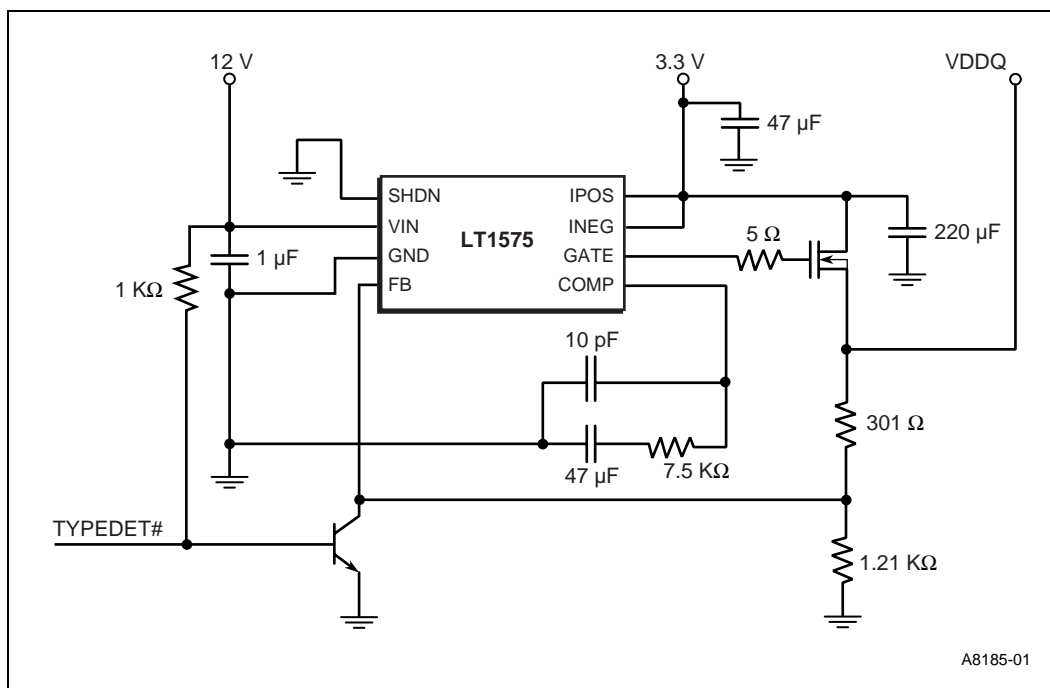 12 V
3.3 V
VDDQ
47 µF
SHDN
IPOS
VIN
LT1575
INEG
5 Ω
220 µF
1 µF
GND
GATE
1 KΩ
FB
COMP
10 pF
301 Ω
47 µF
7.5 KΩ
TYPEDET#
1.21 KΩ
A8185-01